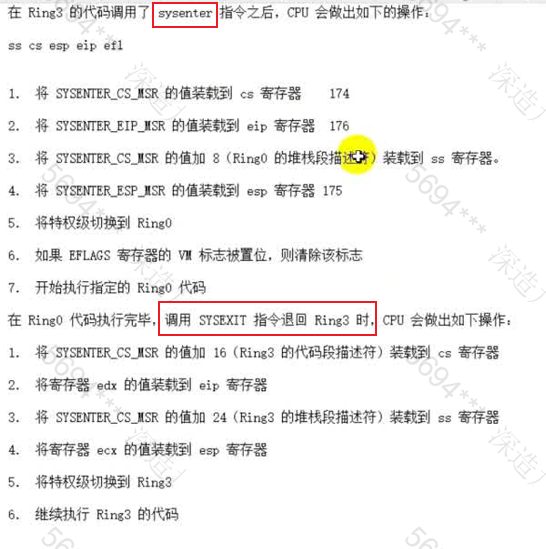 在 Ring3 的代码调用了 sysenter 指令之后，CPU 会做出如下的操作：
ss cs esp eip efl
1. 将 SYSENTER_CS_MSR 的值装载到 cs 寄存器 174
2. 将 SYSENTER_EIP_MSR 的值装载到 eip 寄存器 176
3. 将 SYSENTER_CS_MSR 的值加 8（Ring0 的堆栈段描述符）装载到 ss 寄存器。
4. 将 SYSENTER_ESP_MSR 的值装载到 esp 寄存器 175
5. 将特权级切换到 Ring0
6. 如果 EFLAGS 寄存器的 VM 标志被置位，则清除该标志
7. 开始执行指定的 Ring0 代码
在 Ring0 代码执行完毕，调用 SYSEXIT 指令退回 Ring3 时，CPU 会做出如下操作：
1. 将 SYSENTER_CS_MSR 的值加 16（Ring3 的代码段描述符）装载到 cs 寄存器
2. 将寄存器 edx 的值装载到 eip 寄存器
3. 将 SYSENTER_CS_MSR 的值加 24（Ring3 的堆栈段描述符）装载到 ss 寄存器
4. 将寄存器 ecx 的值装载到 esp 寄存器
5. 将特权级切换到 Ring3
6. 继续执行 Ring3 的代码